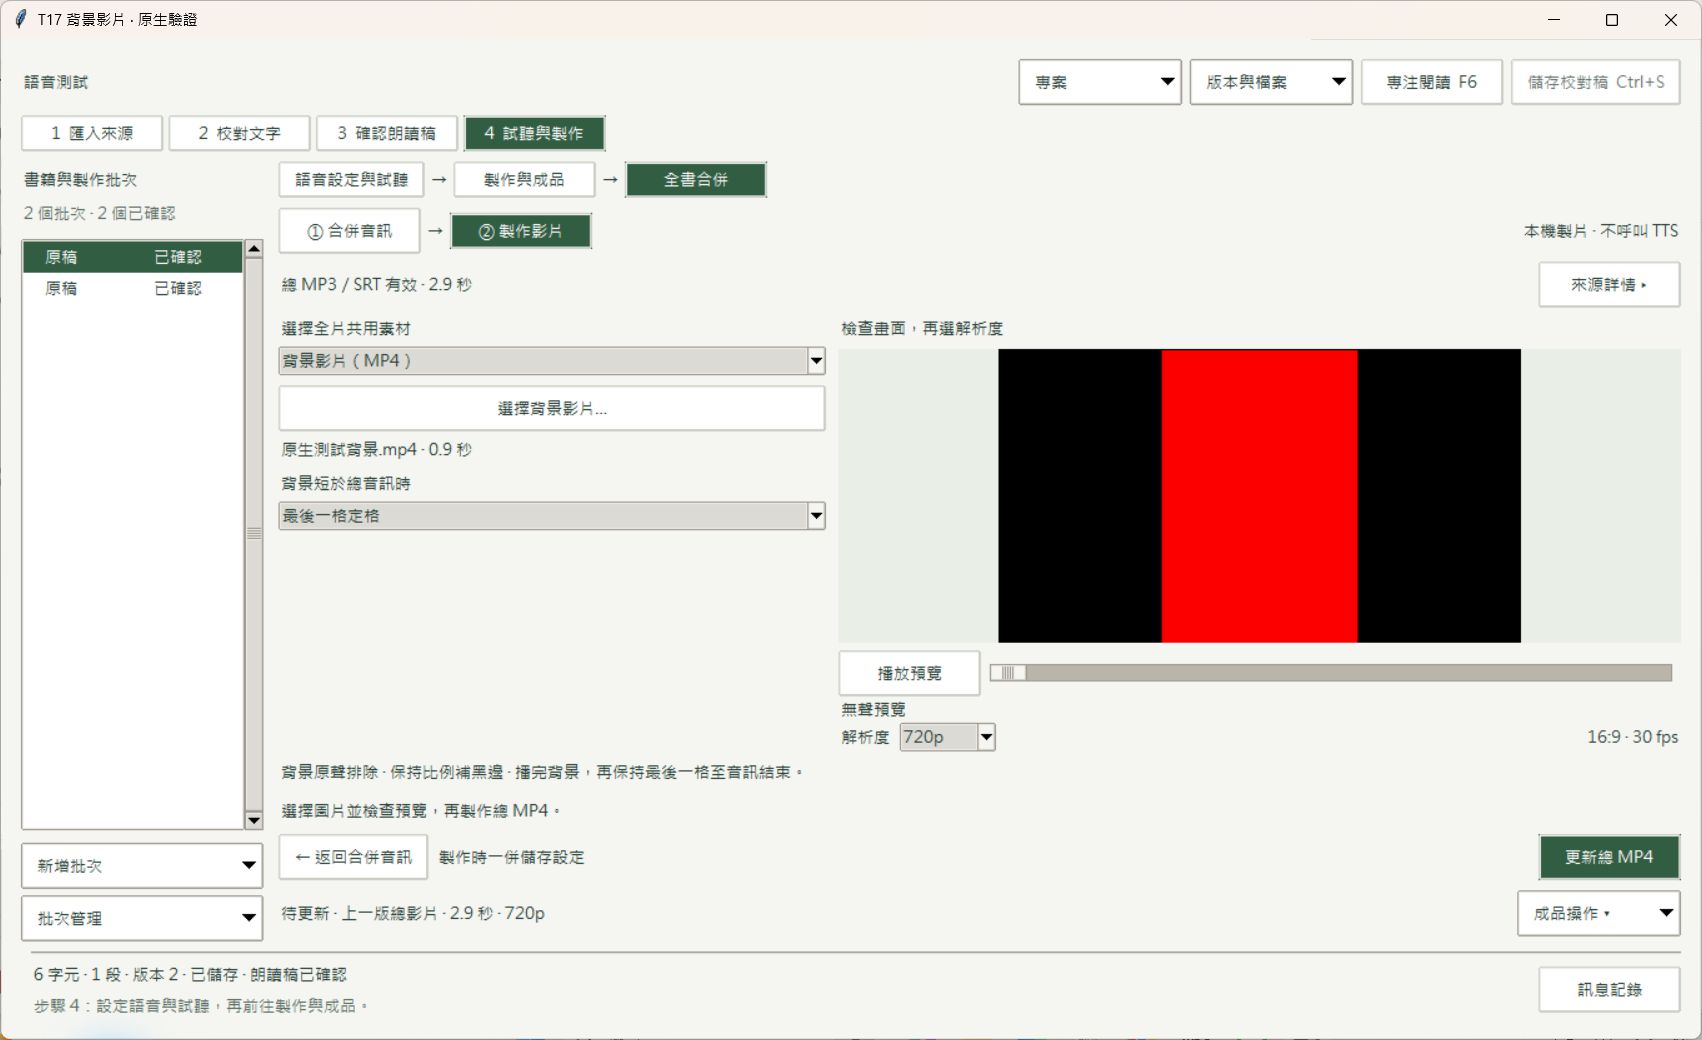 T17 背景影片 · 原生驗證
語音測試
專案
版本與檔案
專注閱讀 F6
儲存校對稿 Ctrl+S
1 匯入來源
2 校對文字
3 確認朗讀稿
4 試聽與製作
書籍與製作批次
2 個批次 · 2 個已確認
原稿 已確認
原稿 已確認
新增批次
批次管理
語音設定與試聽 → 製作與成品 → 全書合併
① 合併音訊 → ② 製作影片
本機製片 · 不呼叫 TTS
總 MP3 / SRT 有效 · 2.9 秒
來源詳情 ▸
選擇全片共用素材
背景影片（MP4）
選擇背景影片...
原生測試背景.mp4 · 0.9 秒
背景短於總音訊時
最後一格定格
檢查畫面，再選解析度
播放預覽
無聲預覽
解析度 720p
16:9 · 30 fps
背景原聲排除 · 保持比例補黑邊 · 播完背景，再保持最後一格至音訊結束。
選擇圖片並檢查預覽，再製作總 MP4。
← 返回合併音訊
製作時一併儲存設定
更新總 MP4
待更新 · 上一版總影片 · 2.9 秒 · 720p
成品操作 ▾
6 字元 · 1 段 · 版本 2 · 已儲存 · 朗讀稿已確認
步驟 4：設定語音與試聽，再前往製作與成品。
訊息記錄